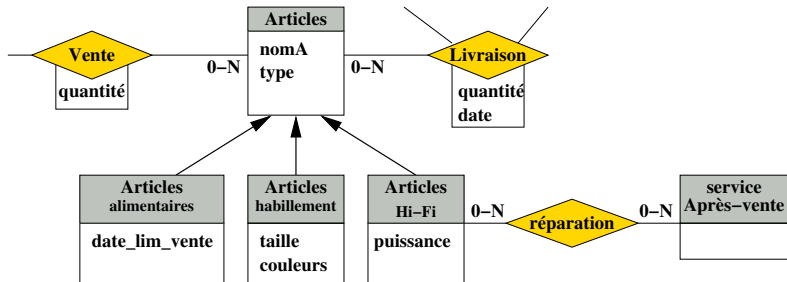 Articles
Vente
nomA
Livraison
0–N
0–N
type
quantité
quantité
date
Articles
alimentaires
Articles
habillement
Articles
Hi–Fi
service
Après–vente
0–N
0–N
réparation
date_lim_vente
taille
puissance
couleurs